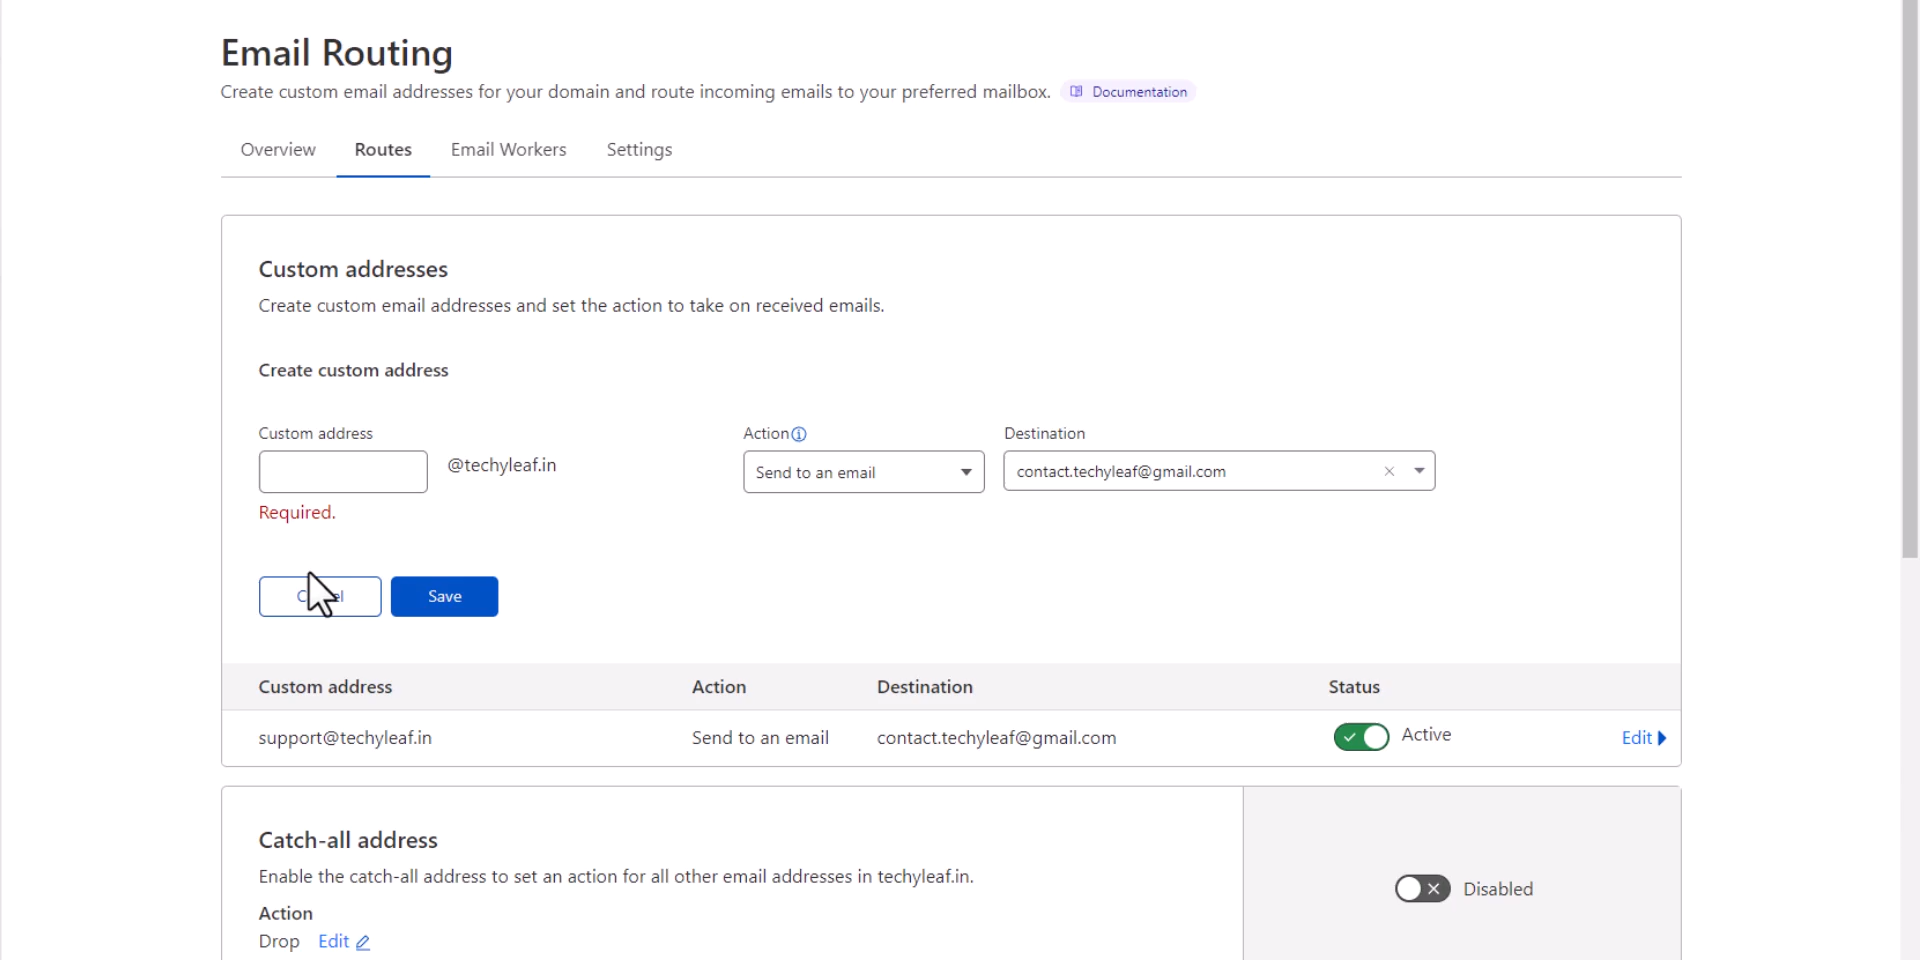 Email Routing
Create custom email addresses for your domain and route incoming emails to your preferred mailbox. Documentation
Overview Routes Email Workers Settings
Custom addresses
Create custom email addresses and set the action to take on received emails.
Create custom address
Custom address Action Destination
@techyleaf.in Send to an email contact.techyleaf@gmail.com
Required.
Save
Custom address Action Destination Status
support@techyleaf.in Send to an email contact.techyleaf@gmail.com Active Edit
Catch-all address
Enable the catch-all address to set an action for all other email addresses in techyleaf.in.
Disabled
Action
Drop Edit